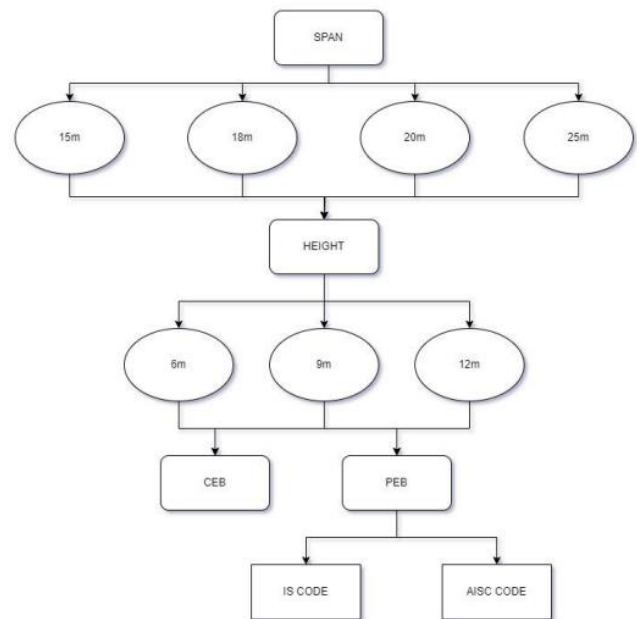 SPAN
15m
18m
20m
25m
HEIGHT
6m
9m
12m
CEB
PEB
IS CODE
AISC CODE